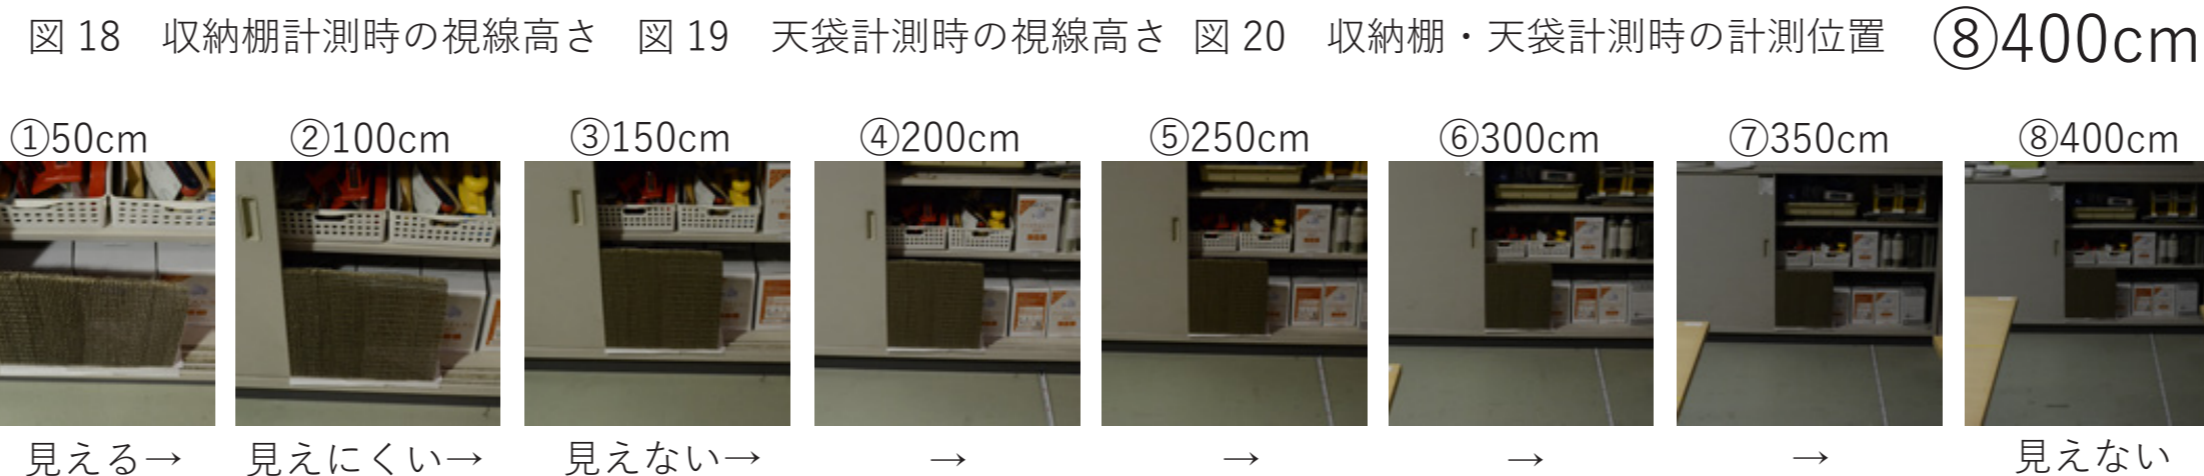 図 18　収納棚計測時の視線高さ　図 19　天袋計測時の視線高さ　図 20　収納棚・天袋計測時の計測位置　⑧400cm
①50cm　②100cm　③150cm　④200cm　⑤250cm　⑥300cm　⑦350cm　⑧400cm
見える→　見えにくい→　見えない→　→　→　→　→　見えない